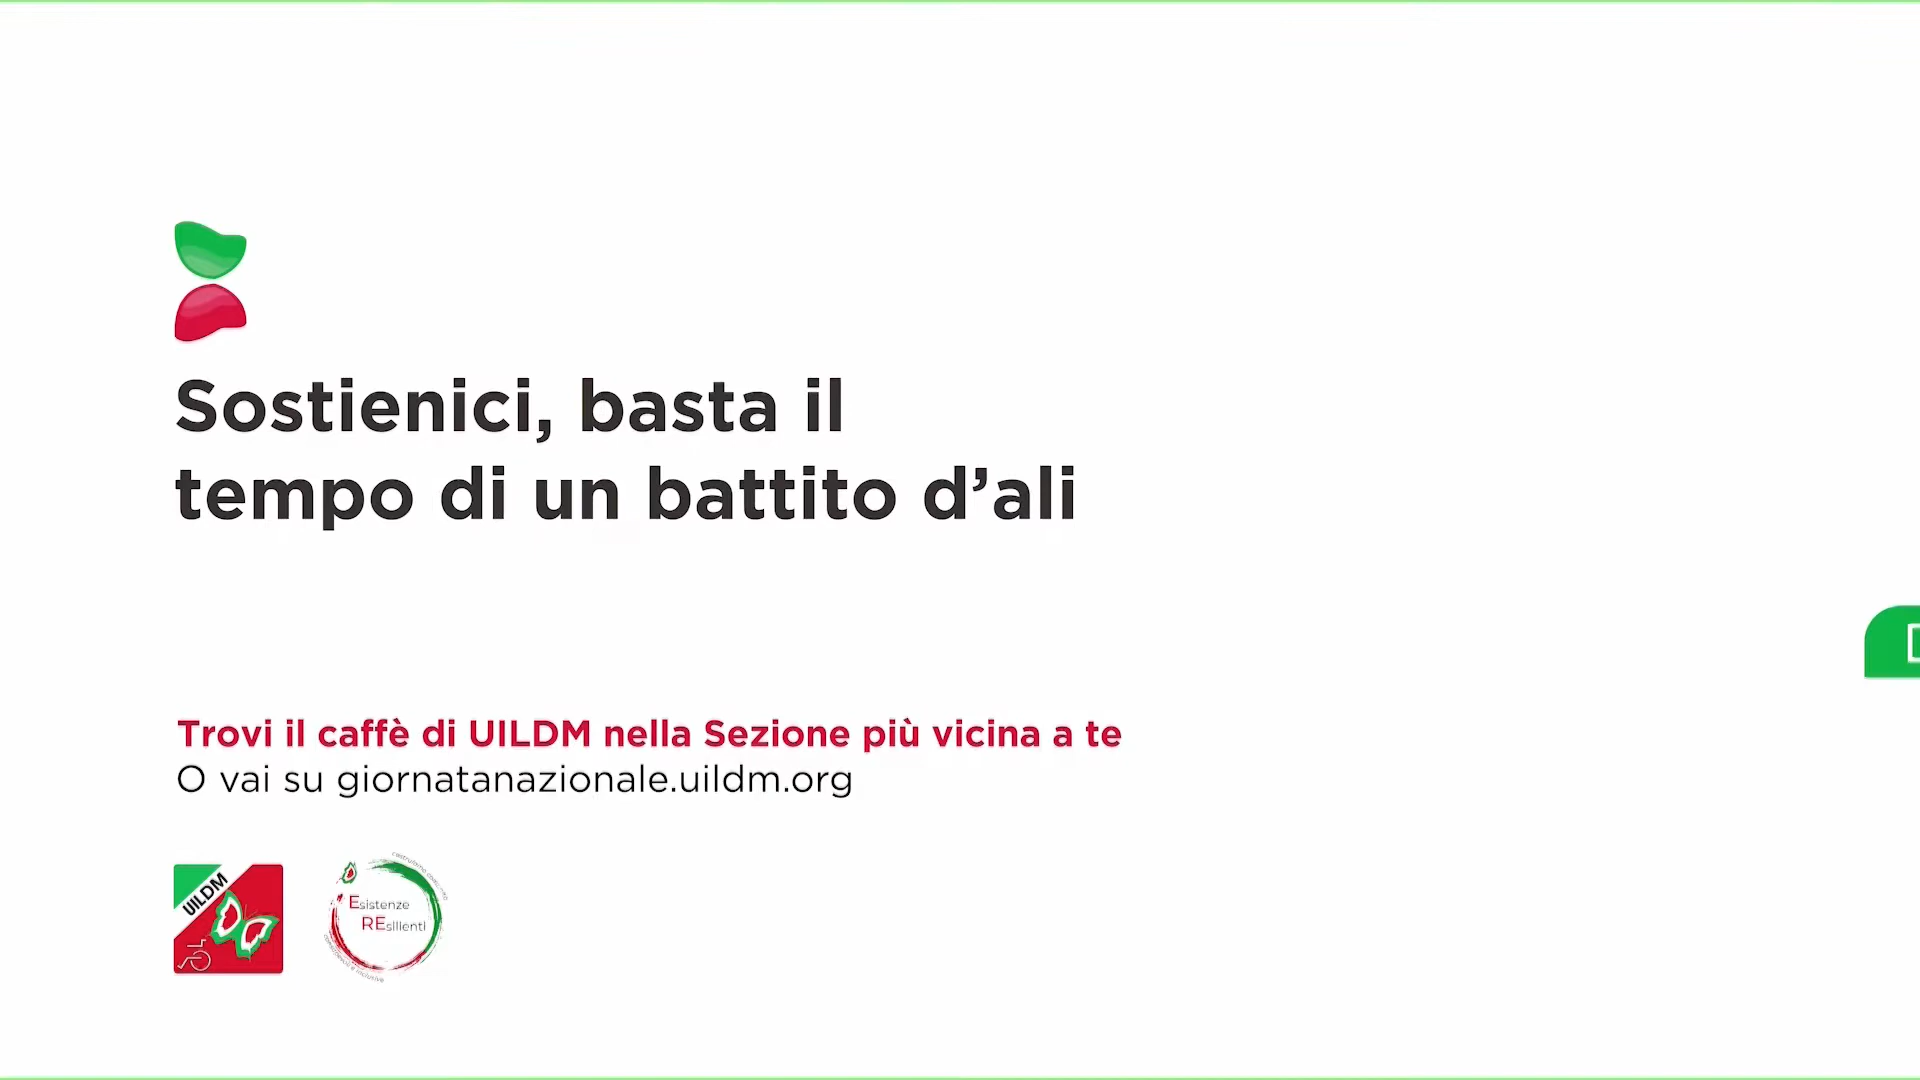 Sostienici, basta il
tempo di un battito d’ali
Trovi il caffè di UILDM nella Sezione più vicina a te
O vai su giornatanazionale.uildm.org
UILDM
Esistenze
REsilienti